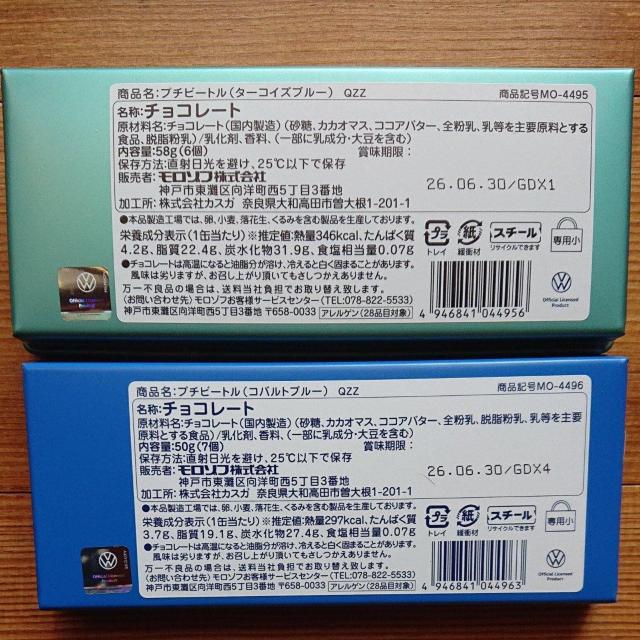 商品名：プチビートル（ターコイズブルー） QZZ
商品記号MO-4495
名称：チョコレート
原材料名：チョコレート（国内製造）（砂糖、カカオマス、ココアバター、全粉乳、乳等を主要原料とする
食品、脱脂粉乳）/乳化剤、香料、（一部に乳成分・大豆を含む）
内容量：58g（6個） 賞味期限：
保存方法：直射日光を避け、25℃以下で保存
販売者：モロゾフ株式会社
神戸市東灘区向洋町西5丁目3番地
26.06.30/GDX1
加工所：株式会社カスガ 奈良県大和高田市曽大根1-201-1
●本品製造工場では、卵、小麦、落花生、くるみを含む製品を生産しております。
栄養成分表示（1缶当たり）※推定値：熱量346kcal、たんぱく質
4.2g、脂質22.4g、炭水化物31.9g、食塩相当量0.07g
●チョコレートは高温になると油脂分が溶け、冷えると白く固まることがあります。
風味は劣りますが、お召し上がり頂いてもさしつかえありません。
万一不良品の場合は、送料当社負担でお取り替え致します。
（お問い合わせ先）モロゾフお客様サービスセンター（TEL：078-822-5533）
神戸市東灘区向洋町西5丁目3番地 〒658-0033 アレルゲン（28品目対象）
プラ
トレイ
紙
緩衝材
スチール
リサイクルできます
専用小
4 946841 044956
Official Licensed
Product
商品名：プチビートル（コバルトブルー） QZZ
商品記号MO-4496
名称：チョコレート
原材料名：チョコレート（国内製造）（砂糖、カカオマス、ココアバター、全粉乳、脱脂粉乳、乳等を主要
原料とする食品）/乳化剤、香料、（一部に乳成分・大豆を含む）
内容量：50g（7個） 賞味期限：
保存方法：直射日光を避け、25℃以下で保存
販売者：モロゾフ株式会社
神戸市東灘区向洋町西5丁目3番地
26.06.30/GDX4
加工所：株式会社カスガ 奈良県大和高田市曽大根1-201-1
●本品製造工場では、卵、小麦、落花生、くるみを含む製品を生産しております。
栄養成分表示（1缶当たり）※推定値：熱量297kcal、たんぱく質
3.7g、脂質19.1g、炭水化物27.4g、食塩相当量0.07g
●チョコレートは高温になると油脂分が溶け、冷えると白く固まることがあります。
風味は劣りますが、お召し上がり頂いてもさしつかえありません。
万一不良品の場合は、送料当社負担でお取り替え致します。
（お問い合わせ先）モロゾフお客様サービスセンター（TEL：078-822-5533）
神戸市東灘区向洋町西5丁目3番地 〒658-0033 アレルゲン（28品目対象）
プラ
トレイ
紙
緩衝材
スチール
リサイクルできます
専用小
4 946841 044963
Official Licensed
Product